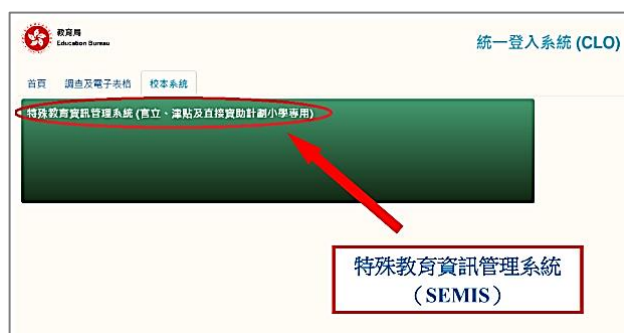 教育局
Education Bureau
統一登入系統 (CLO)
首頁 調查及電子表格 校本系統
特殊教育資訊管理系統 (官立、津貼及直接資助計劃小學專用)
特殊教育資訊管理系統
（SEMIS）